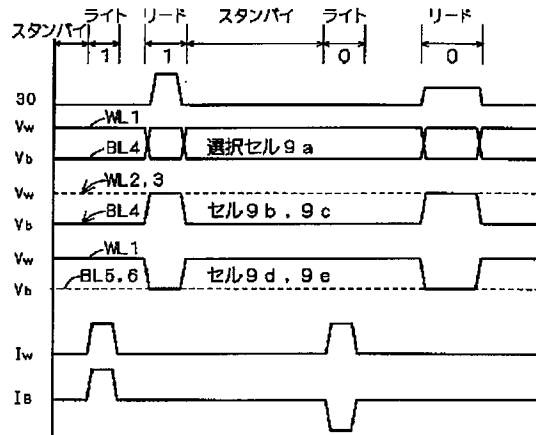 スタンバイ ライト リード スタンバイ ライト リード
1 1 0 0
30
Vw WL1
Vb BL4 選択セル9a
Vw WL2,3
Vb BL4 セル9b,9c
Vw WL1
Vb BL5,6 セル9d,9e
Iw
IB